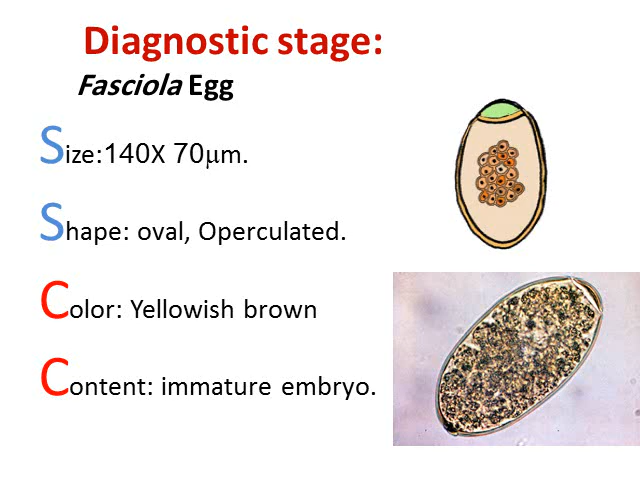 Diagnostic stage:
Fasciola Egg
Size:140X 70µm.
Shape: oval, Operculated.
Color: Yellowish brown
Content: immature embryo.